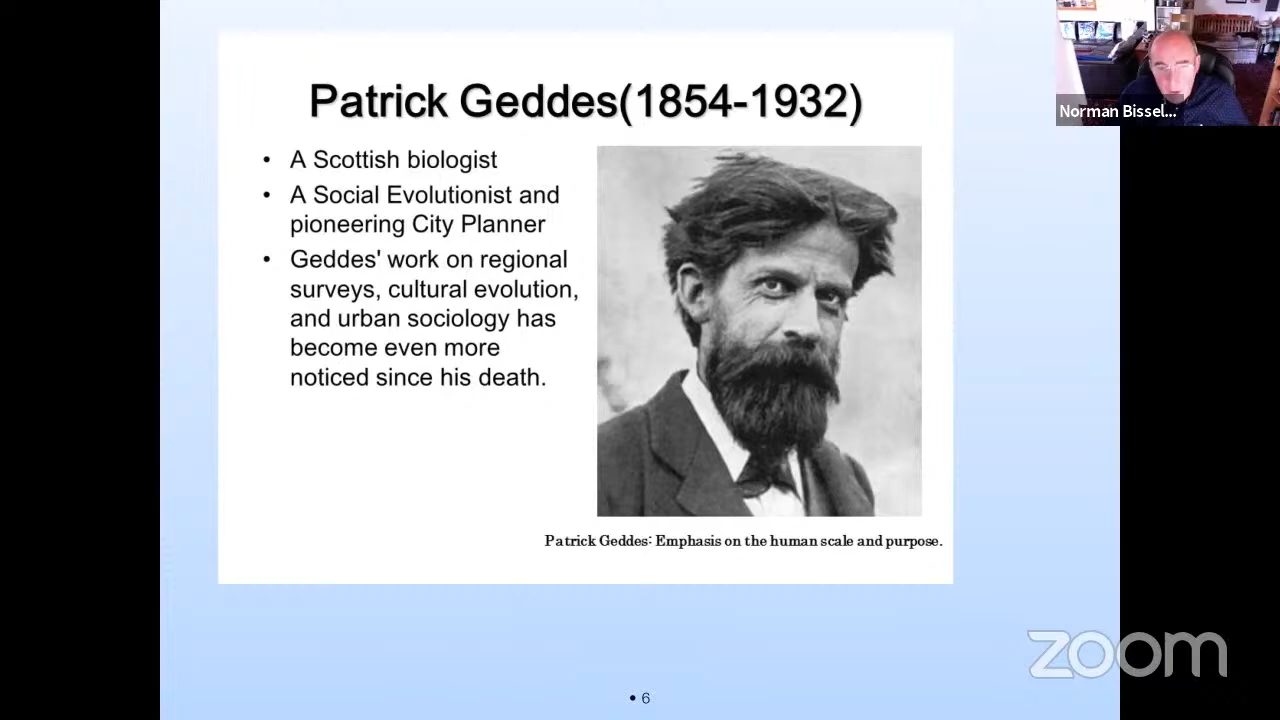 Patrick Geddes(1854-1932)
• A Scottish biologist
• A Social Evolutionist and
pioneering City Planner
• Geddes' work on regional
surveys, cultural evolution,
and urban sociology has
become even more
noticed since his death.
Patrick Geddes: Emphasis on the human scale and purpose.
Norman Bissel...
zoom
• 6